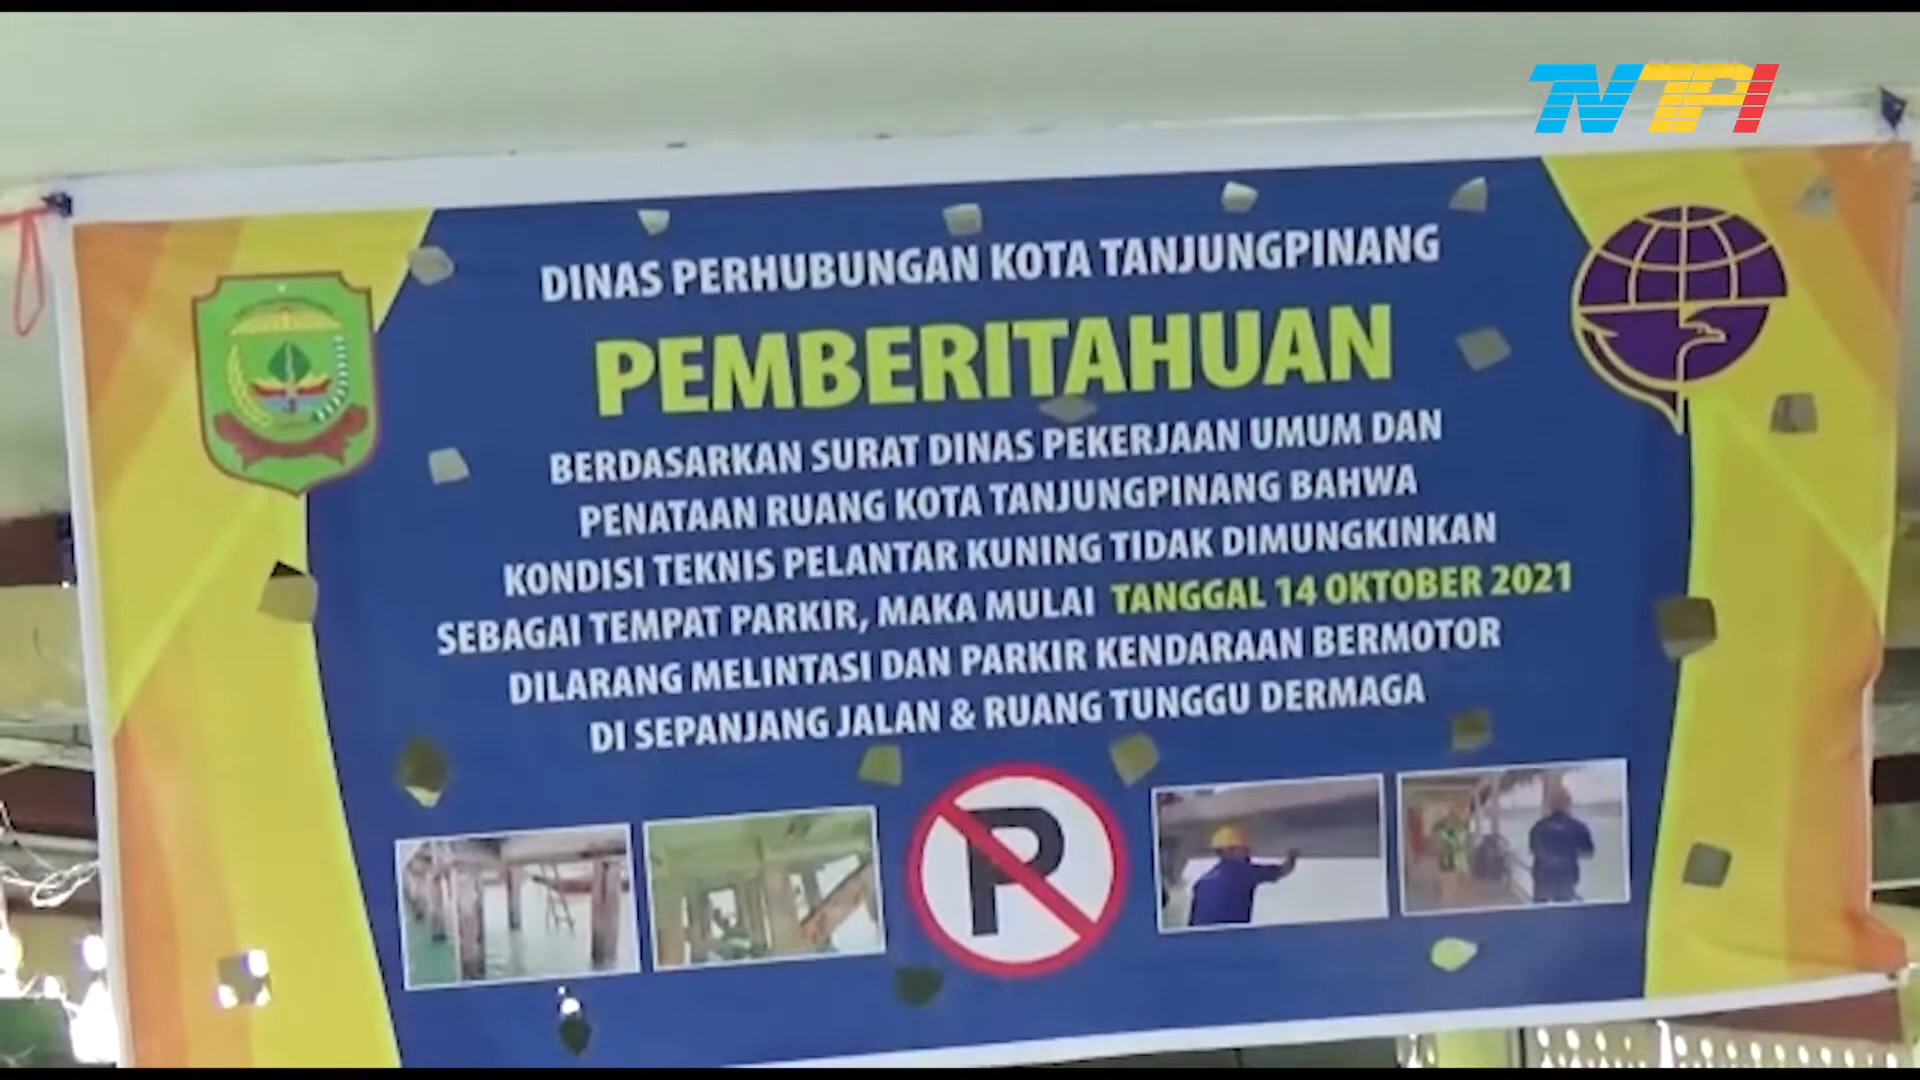 TVTPI
DINAS PERHUBUNGAN KOTA TANJUNGPINANG
PEMBERITAHUAN
BERDASARKAN SURAT DINAS PEKERJAAN UMUM DAN
PENATAAN RUANG KOTA TANJUNGPINANG BAHWA
KONDISI TEKNIS PELANTAR KUNING TIDAK DIMUNGKINKAN
SEBAGAI TEMPAT PARKIR, MAKA MULAI TANGGAL 14 OKTOBER 2021
DILARANG MELINTASI DAN PARKIR KENDARAAN BERMOTOR
DI SEPANJANG JALAN & RUANG TUNGGU DERMAGA
P